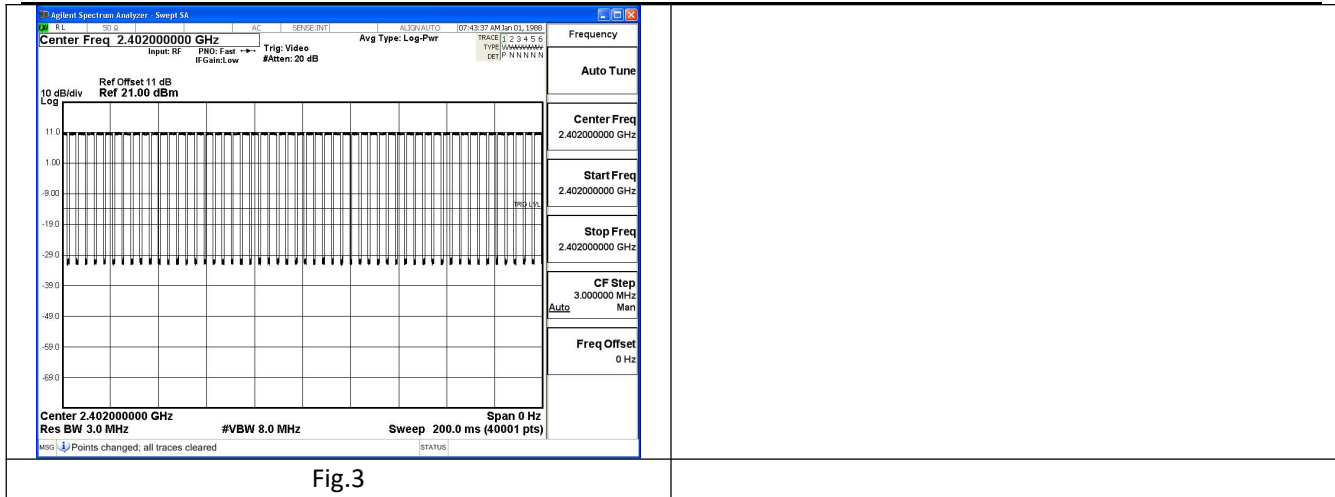 Agilent Spectrum Analyzer - Swept SA
RL 50 Ω AC SENSE:INT ALIGNAUTO 07:43:37 AM Jan 01, 1988
Center Freq 2.402000000 GHz
Input: RF PNO: Fast
IFGain:Low
Trig: Video
#Atten: 20 dB
Avg Type: Log-Pwr
TRACE 1 2 3 4 5 6
TYPE
DET P N N N N N
Ref Offset 11 dB
10 dB/div Ref 21.00 dBm
Log
11.0
1.00
-9.00
-19.0
-29.0
-39.0
-49.0
-59.0
-69.0
TRIG LVL
Center 2.402000000 GHz Span 0 Hz
Res BW 3.0 MHz #VBW 8.0 MHz Sweep 200.0 ms (40001 pts)
MSG Points changed; all traces cleared STATUS
Frequency
Auto Tune
Center Freq
2.402000000 GHz
Start Freq
2.402000000 GHz
Stop Freq
2.402000000 GHz
CF Step
3.000000 MHz
Auto Man
Freq Offset
0 Hz
Fig.3